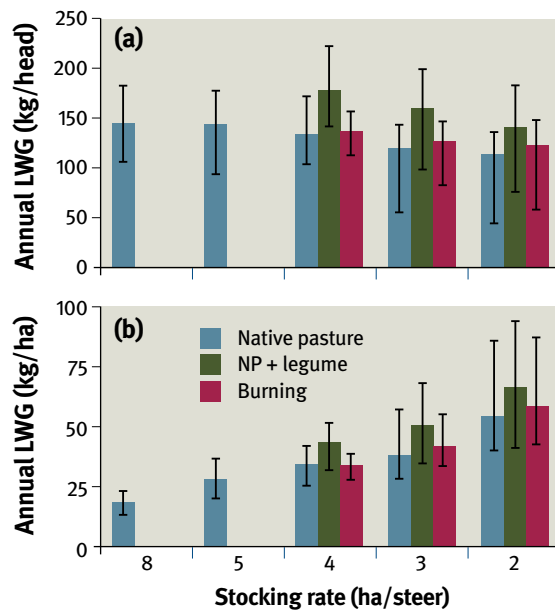 (a)
Annual LWG (kg/head)
250
200
150
100
50
0
(b)
Annual LWG (kg/ha)
100
75
50
25
0
Native pasture
NP + legume
Burning
8 5 4 3 2
Stocking rate (ha/steer)